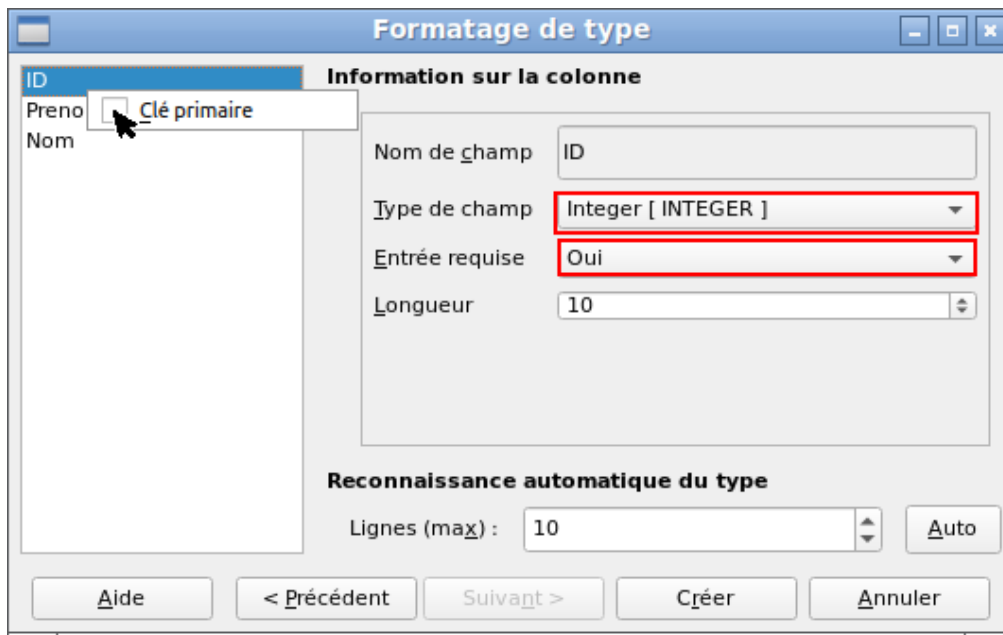 Formatage de type
ID
Preno
Clé primaire
Nom
Information sur la colonne
Nom de champ ID
Type de champ Integer [ INTEGER ]
Entrée requise Oui
Longueur 10
Reconnaissance automatique du type
Lignes (max) : 10 Auto
Aide < Précédent Suivant > Créer Annuler